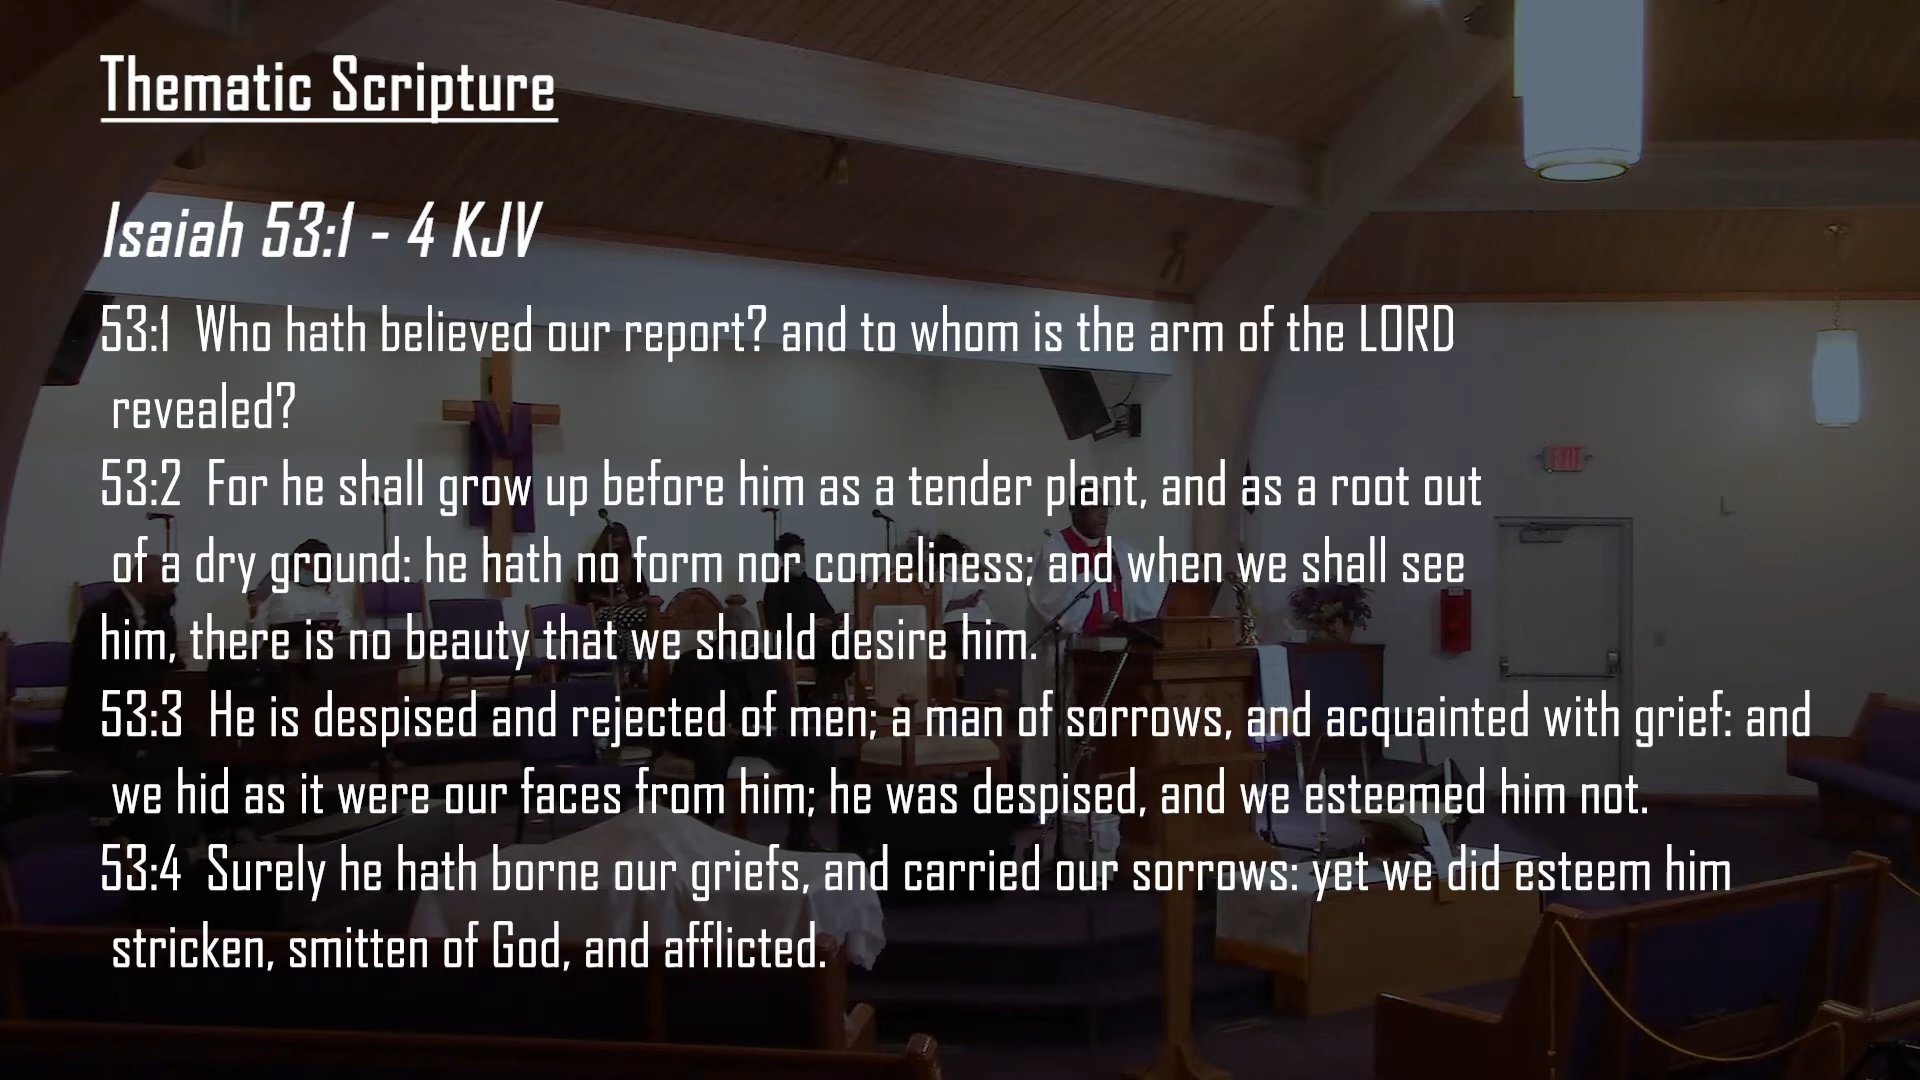 Thematic Scripture
Isaiah 53:1 - 4 KJV
53:1 Who hath believed our report? and to whom is the arm of the LORD
revealed?
53:2 For he shall grow up before him as a tender plant, and as a root out
of a dry ground: he hath no form nor comeliness; and when we shall see
him, there is no beauty that we should desire him.
53:3 He is despised and rejected of men; a man of sorrows, and acquainted with grief: and
we hid as it were our faces from him; he was despised, and we esteemed him not.
53:4 Surely he hath borne our griefs, and carried our sorrows: yet we did esteem him
stricken, smitten of God, and afflicted.
EXIT